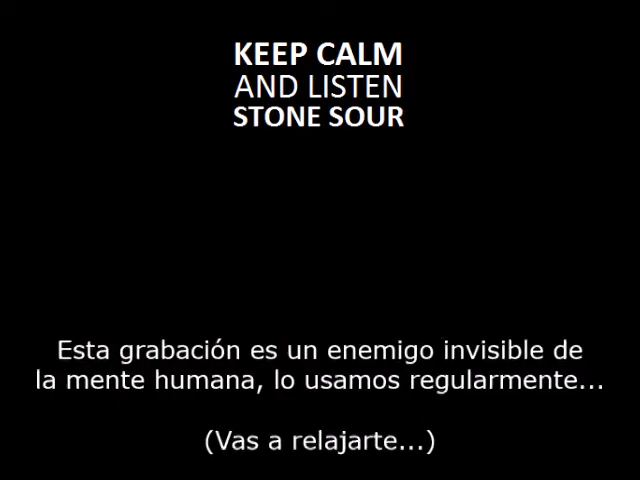 KEEP CALM
AND LISTEN
STONE SOUR
Esta grabación es un enemigo invisible de
la mente humana, lo usamos regularmente...
(Vas a relajarte...)